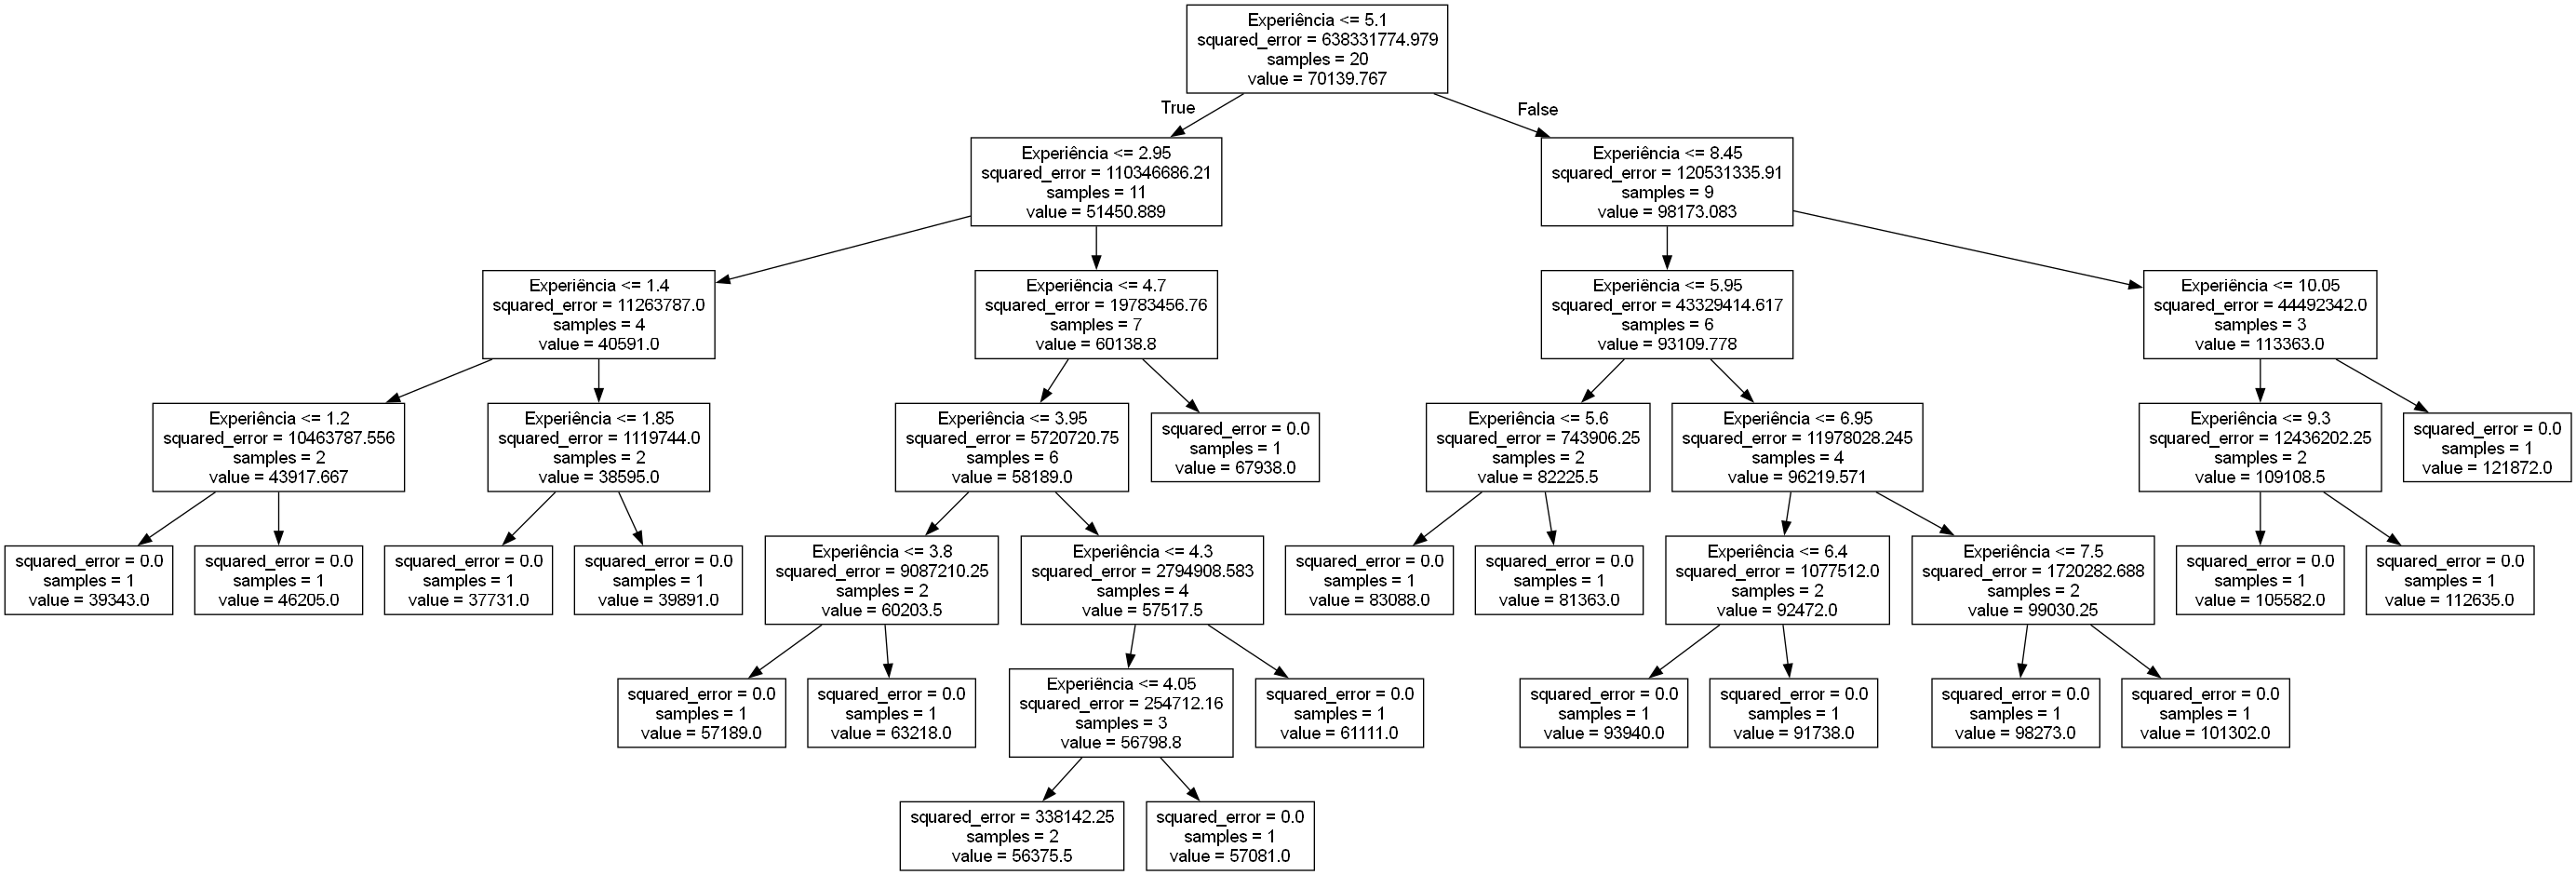 Experiência <= 5.1
squared_error = 638331774.979
samples = 20
value = 70139.767
True
False
Experiência <= 2.95
squared_error = 110346686.21
samples = 11
value = 51450.889
Experiência <= 8.45
squared_error = 120531335.91
samples = 9
value = 98173.083
Experiência <= 1.4
squared_error = 11263787.0
samples = 4
value = 40591.0
Experiência <= 4.7
squared_error = 19783456.76
samples = 7
value = 60138.8
Experiência <= 5.95
squared_error = 43329414.617
samples = 6
value = 93109.778
Experiência <= 10.05
squared_error = 44492342.0
samples = 3
value = 113363.0
Experiência <= 1.2
squared_error = 10463787.556
samples = 2
value = 43917.667
Experiência <= 1.85
squared_error = 1119744.0
samples = 2
value = 38595.0
Experiência <= 3.95
squared_error = 5720720.75
samples = 6
value = 58189.0
squared_error = 0.0
samples = 1
value = 67938.0
Experiência <= 5.6
squared_error = 743906.25
samples = 2
value = 82225.5
Experiência <= 6.95
squared_error = 11978028.245
samples = 4
value = 96219.571
Experiência <= 9.3
squared_error = 12436202.25
samples = 2
value = 109108.5
squared_error = 0.0
samples = 1
value = 121872.0
squared_error = 0.0
samples = 1
value = 39343.0
squared_error = 0.0
samples = 1
value = 46205.0
squared_error = 0.0
samples = 1
value = 37731.0
squared_error = 0.0
samples = 1
value = 39891.0
Experiência <= 3.8
squared_error = 9087210.25
samples = 2
value = 60203.5
Experiência <= 4.3
squared_error = 2794908.583
samples = 4
value = 57517.5
squared_error = 0.0
samples = 1
value = 83088.0
squared_error = 0.0
samples = 1
value = 81363.0
Experiência <= 6.4
squared_error = 1077512.0
samples = 2
value = 92472.0
Experiência <= 7.5
squared_error = 1720282.688
samples = 2
value = 99030.25
squared_error = 0.0
samples = 1
value = 105582.0
squared_error = 0.0
samples = 1
value = 112635.0
squared_error = 0.0
samples = 1
value = 57189.0
squared_error = 0.0
samples = 1
value = 63218.0
Experiência <= 4.05
squared_error = 254712.16
samples = 3
value = 56798.8
squared_error = 0.0
samples = 1
value = 61111.0
squared_error = 0.0
samples = 1
value = 93940.0
squared_error = 0.0
samples = 1
value = 91738.0
squared_error = 0.0
samples = 1
value = 98273.0
squared_error = 0.0
samples = 1
value = 101302.0
squared_error = 338142.25
samples = 2
value = 56375.5
squared_error = 0.0
samples = 1
value = 57081.0